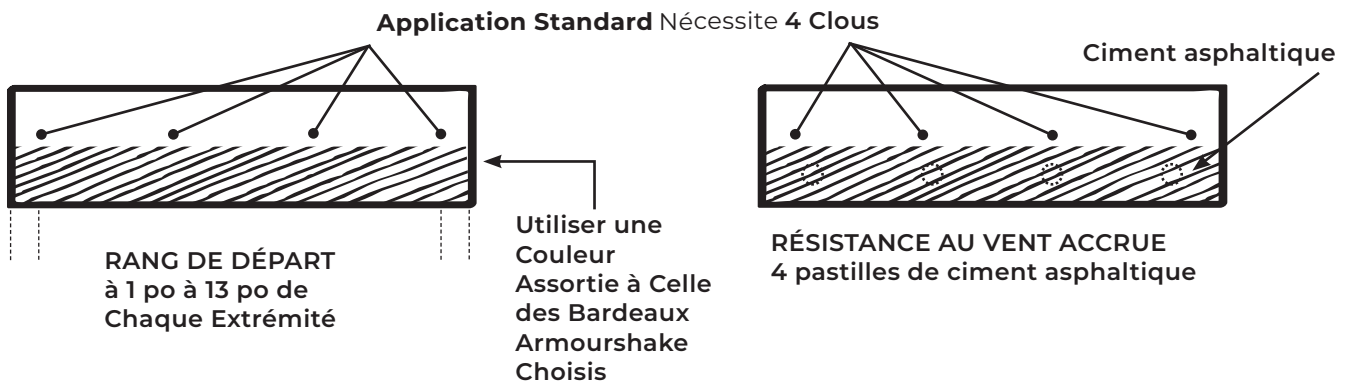 Application Standard Nécessite 4 Clous
Ciment asphaltique
RANG DE DÉPART
à 1 po à 13 po de
Chaque Extrémité
Utiliser une
Couleur
Assortie à Celle
des Bardeaux
Armourshake
Choisis
RÉSISTANCE AU VENT ACCRUE
4 pastilles de ciment asphaltique